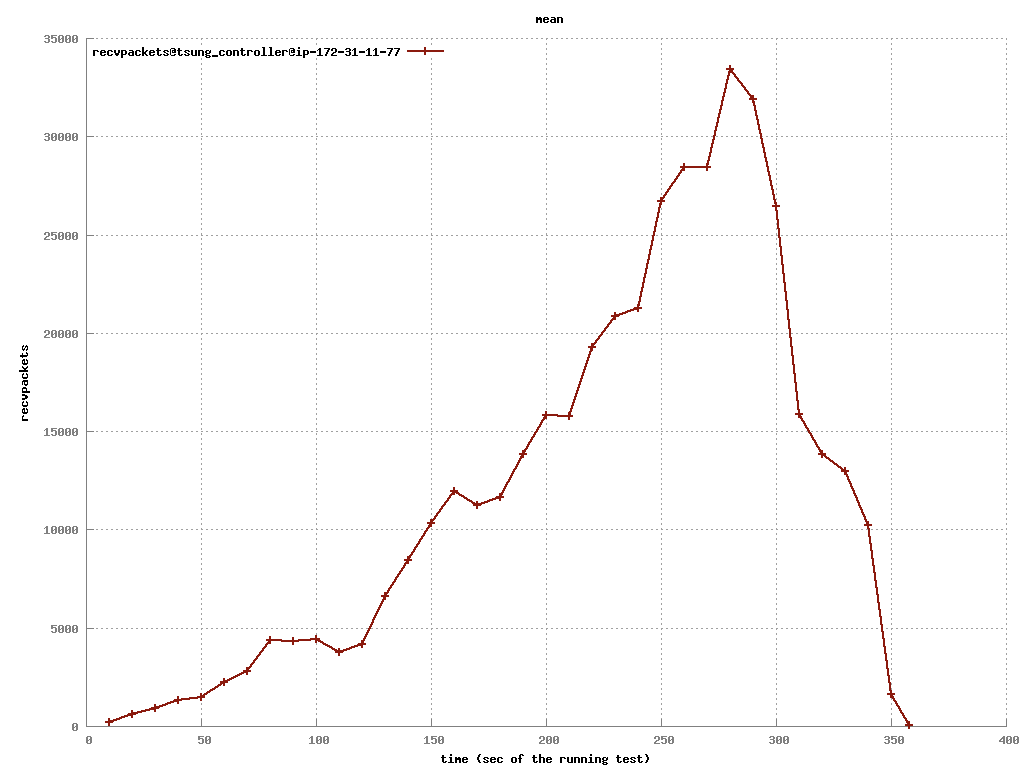 mean
35000
recvpackets@tsung_controller@ip-172-31-11-77
30000
25000
20000
recvpackets
15000
10000
5000
0
0 50 100 150 200 250 300 350 400
time (sec of the running test)